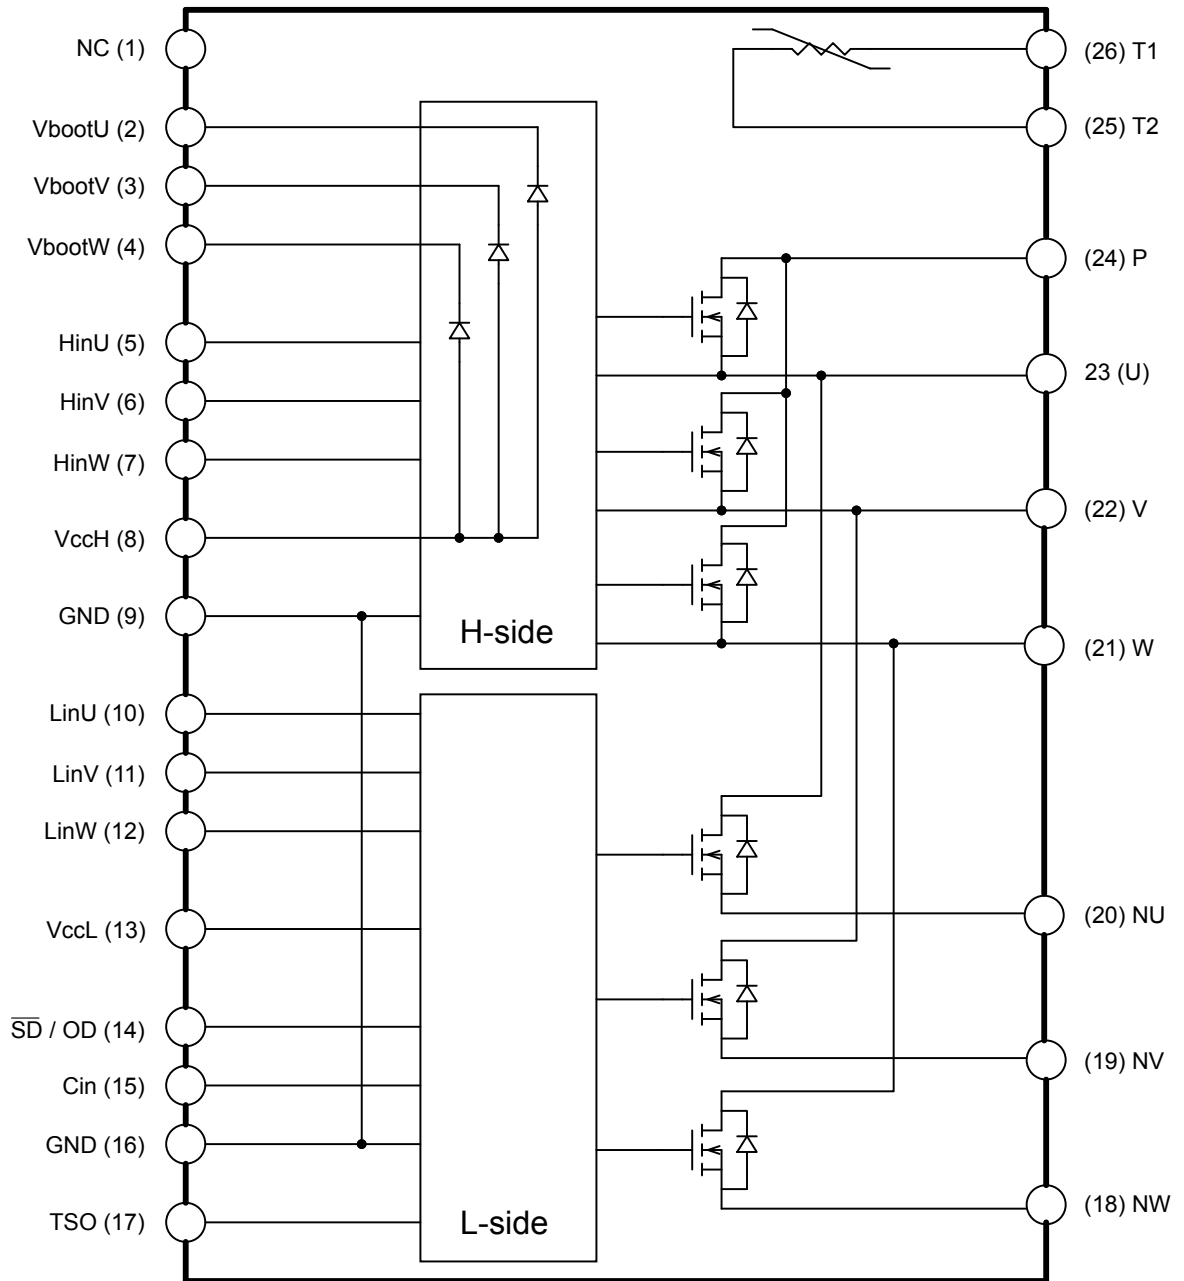 NC (1)
VbootU (2)
VbootV (3)
VbootW (4)
HinU (5)
HinV (6)
HinW (7)
VccH (8)
GND (9)
LinU (10)
LinV (11)
LinW (12)
VccL (13)
S̅D̅ / OD (14)
Cin (15)
GND (16)
TSO (17)
H-side
L-side
(26) T1
(25) T2
(24) P
23 (U)
(22) V
(21) W
(20) NU
(19) NV
(18) NW